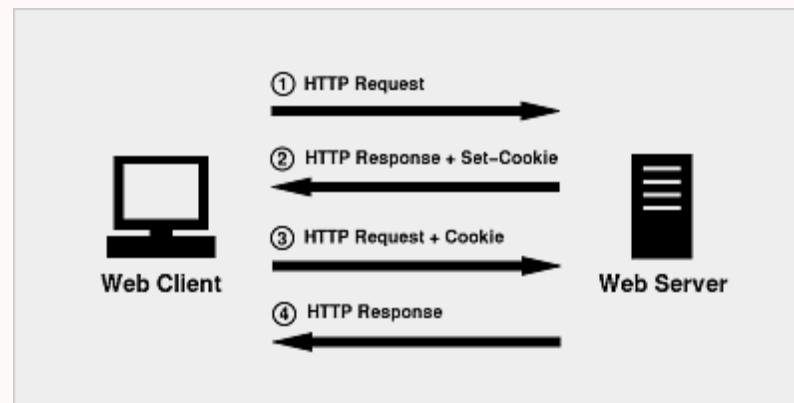 ① HTTP Request
② HTTP Response + Set-Cookie
③ HTTP Request + Cookie
Web Client
Web Server
④ HTTP Response